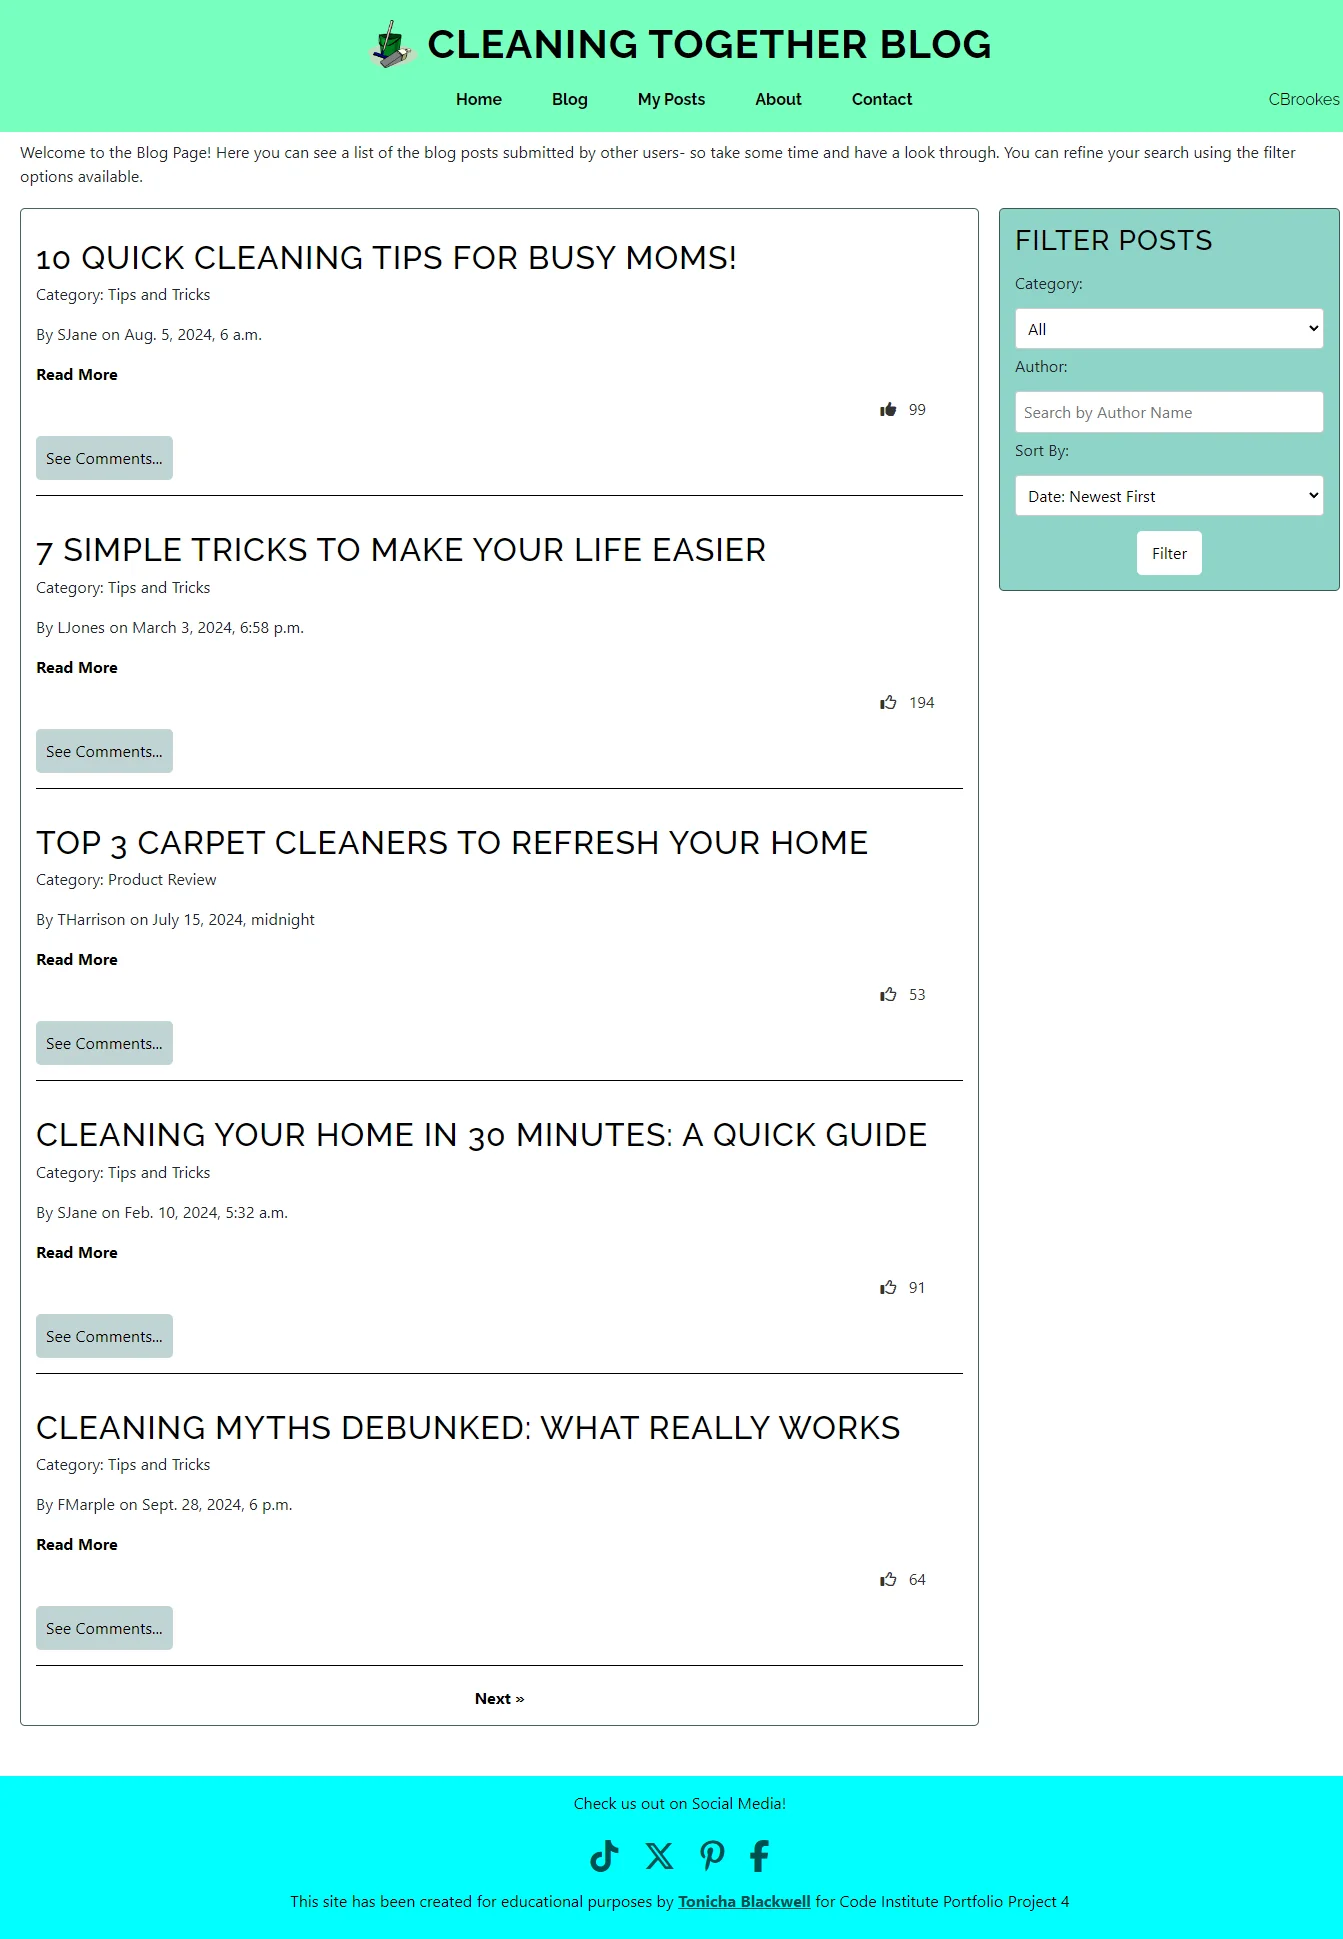 CLEANING TOGETHER BLOG
Home Blog My Posts About Contact CBrookes
Welcome to the Blog Page! Here you can see a list of the blog posts submitted by other users- so take some time and have a look through. You can refine your search using the filter
options available.
10 QUICK CLEANING TIPS FOR BUSY MOMS!
Category: Tips and Tricks
By SJane on Aug. 5, 2024, 6 a.m.
Read More
99
See Comments...
7 SIMPLE TRICKS TO MAKE YOUR LIFE EASIER
Category: Tips and Tricks
By LJones on March 3, 2024, 6:58 p.m.
Read More
194
See Comments...
TOP 3 CARPET CLEANERS TO REFRESH YOUR HOME
Category: Product Review
By THarrison on July 15, 2024, midnight
Read More
53
See Comments...
CLEANING YOUR HOME IN 30 MINUTES: A QUICK GUIDE
Category: Tips and Tricks
By SJane on Feb. 10, 2024, 5:32 a.m.
Read More
91
See Comments...
CLEANING MYTHS DEBUNKED: WHAT REALLY WORKS
Category: Tips and Tricks
By FMarple on Sept. 28, 2024, 6 p.m.
Read More
64
See Comments...
Next »
FILTER POSTS
Category:
All
Author:
Search by Author Name
Sort By:
Date: Newest First
Filter
Check us out on Social Media!
This site has been created for educational purposes by Tonicha Blackwell for Code Institute Portfolio Project 4